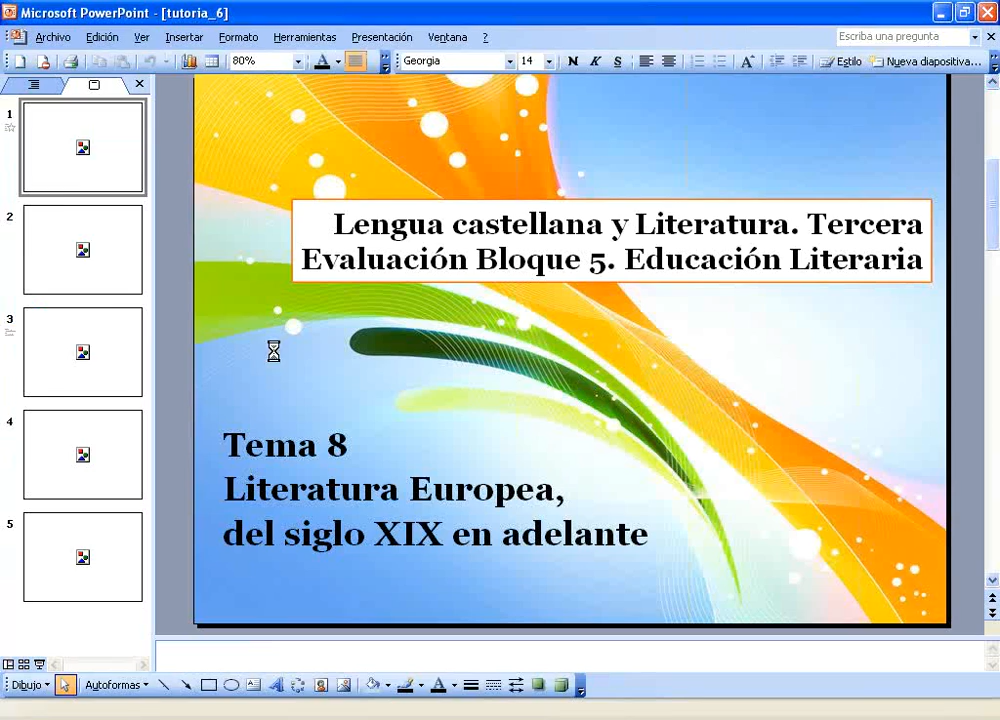 Microsoft PowerPoint - [tutoria_6]
Archivo Edición Ver Insertar Formato Herramientas Presentación Ventana ?
Escriba una pregunta
80% Georgia 14 N K S Estilo Nueva diapositiva...
1
2
3
4
5
Lengua castellana y Literatura. Tercera
Evaluación Bloque 5. Educación Literaria
Tema 8
Literatura Europea,
del siglo XIX en adelante
Dibujo Autoformas